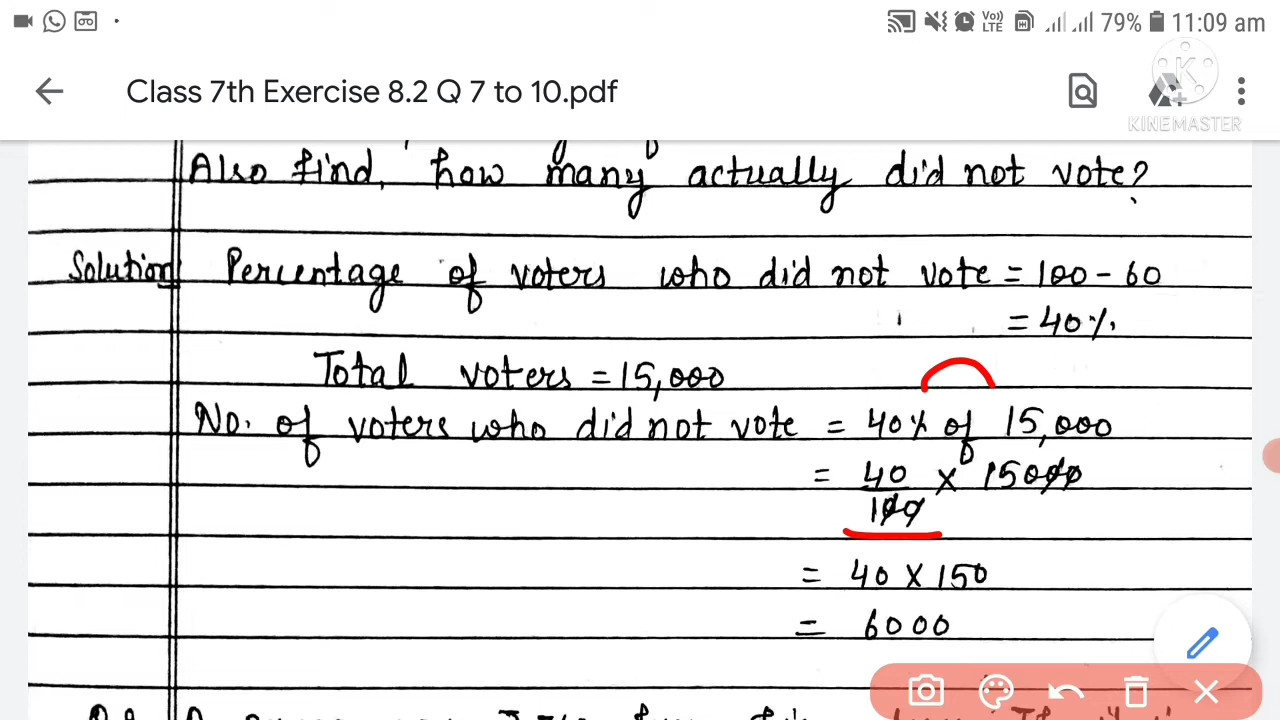 79% 11:09 am
Class 7th Exercise 8.2 Q 7 to 10.pdf
KINEMASTER
Also find, how many actually did not vote?
Solution Percentage of voters who did not vote = 100 - 60
= 40%
Total voters = 15,000
No. of voters who did not vote = 40% of 15,000
= 40/100 × 15000
= 40 × 150
= 6000